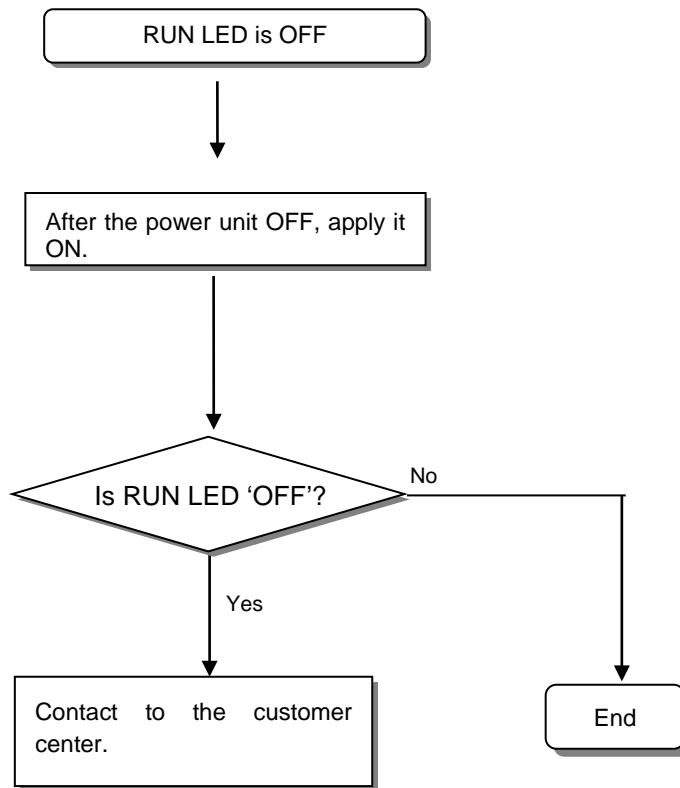 RUN LED is OFF
After the power unit OFF, apply it
ON.
Is RUN LED ‘OFF’?
No
Yes
Contact to the customer
center.
End